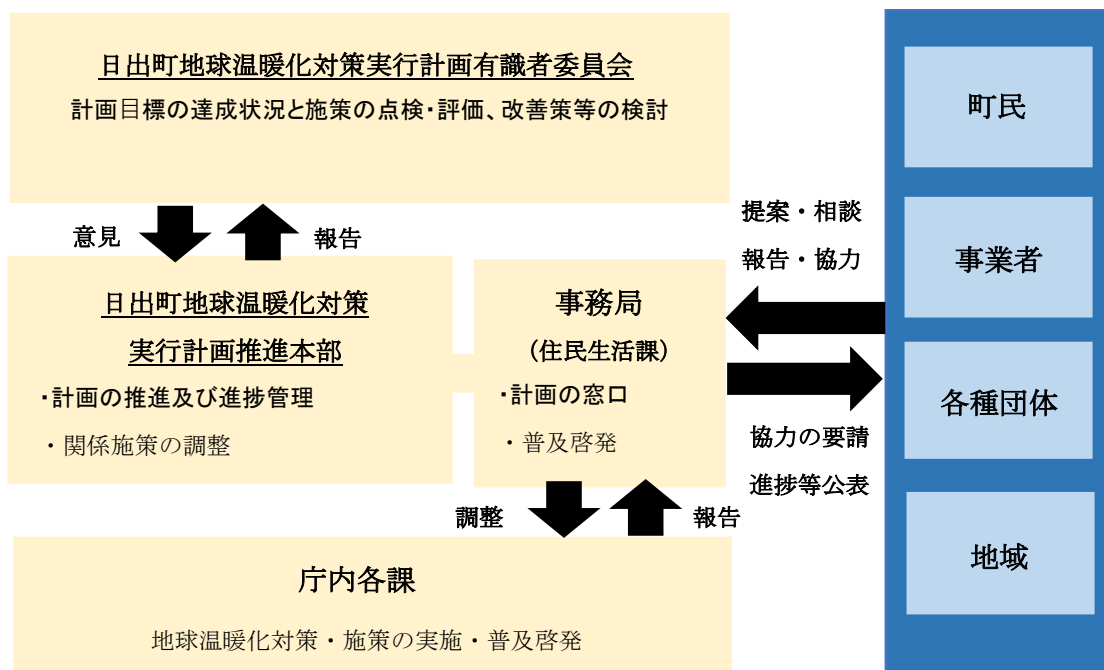 日出町地球温暖化対策実行計画有識者委員会
計画目標の達成状況と施策の点検・評価、改善策等の検討
意見
報告
日出町地球温暖化対策
実行計画推進本部
・計画の推進及び進捗管理
・関係施策の調整
事務局
（住民生活課）
・計画の窓口
・普及啓発
調整
報告
庁内各課
地球温暖化対策・施策の実施・普及啓発
提案・相談
報告・協力
協力の要請
進捗等公表
町民
事業者
各種団体
地域